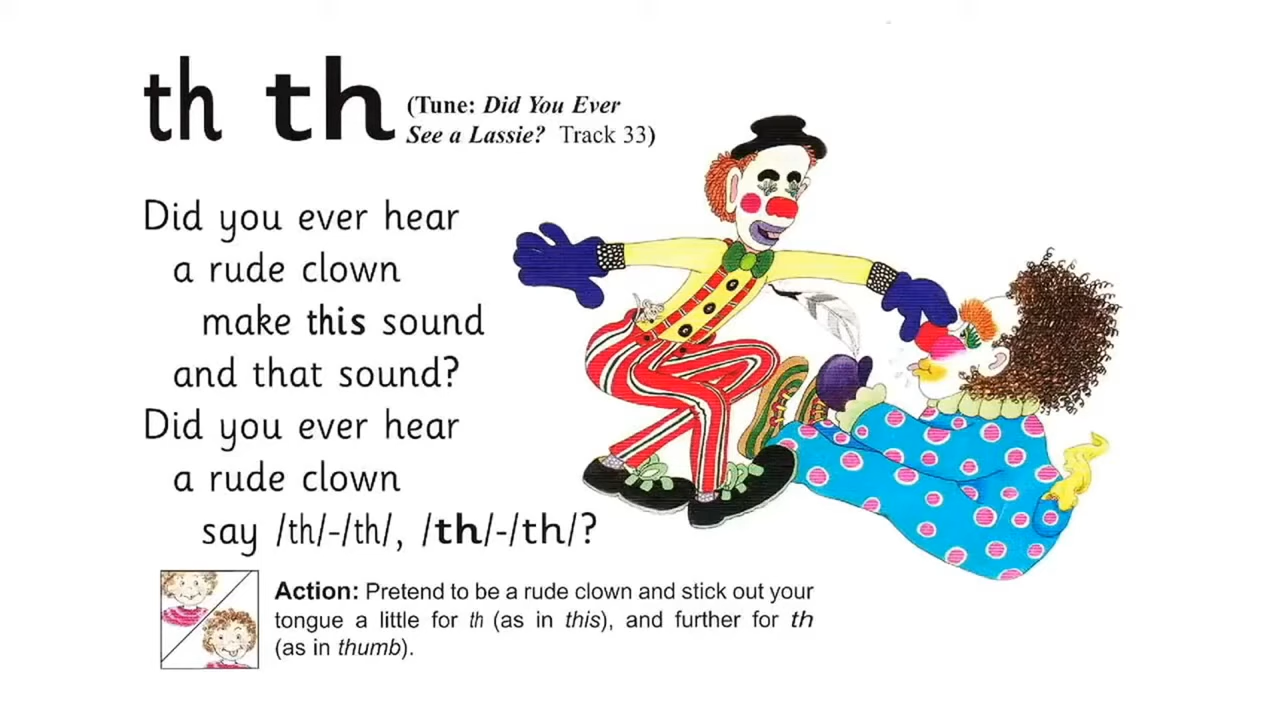 th th (Tune: Did You Ever
See a Lassie? Track 33)
Did you ever hear
a rude clown
make this sound
and that sound?
Did you ever hear
a rude clown
say /th/-/th/, /th/-/th/?
Action: Pretend to be a rude clown and stick out your
tongue a little for th (as in this), and further for th
(as in thumb).